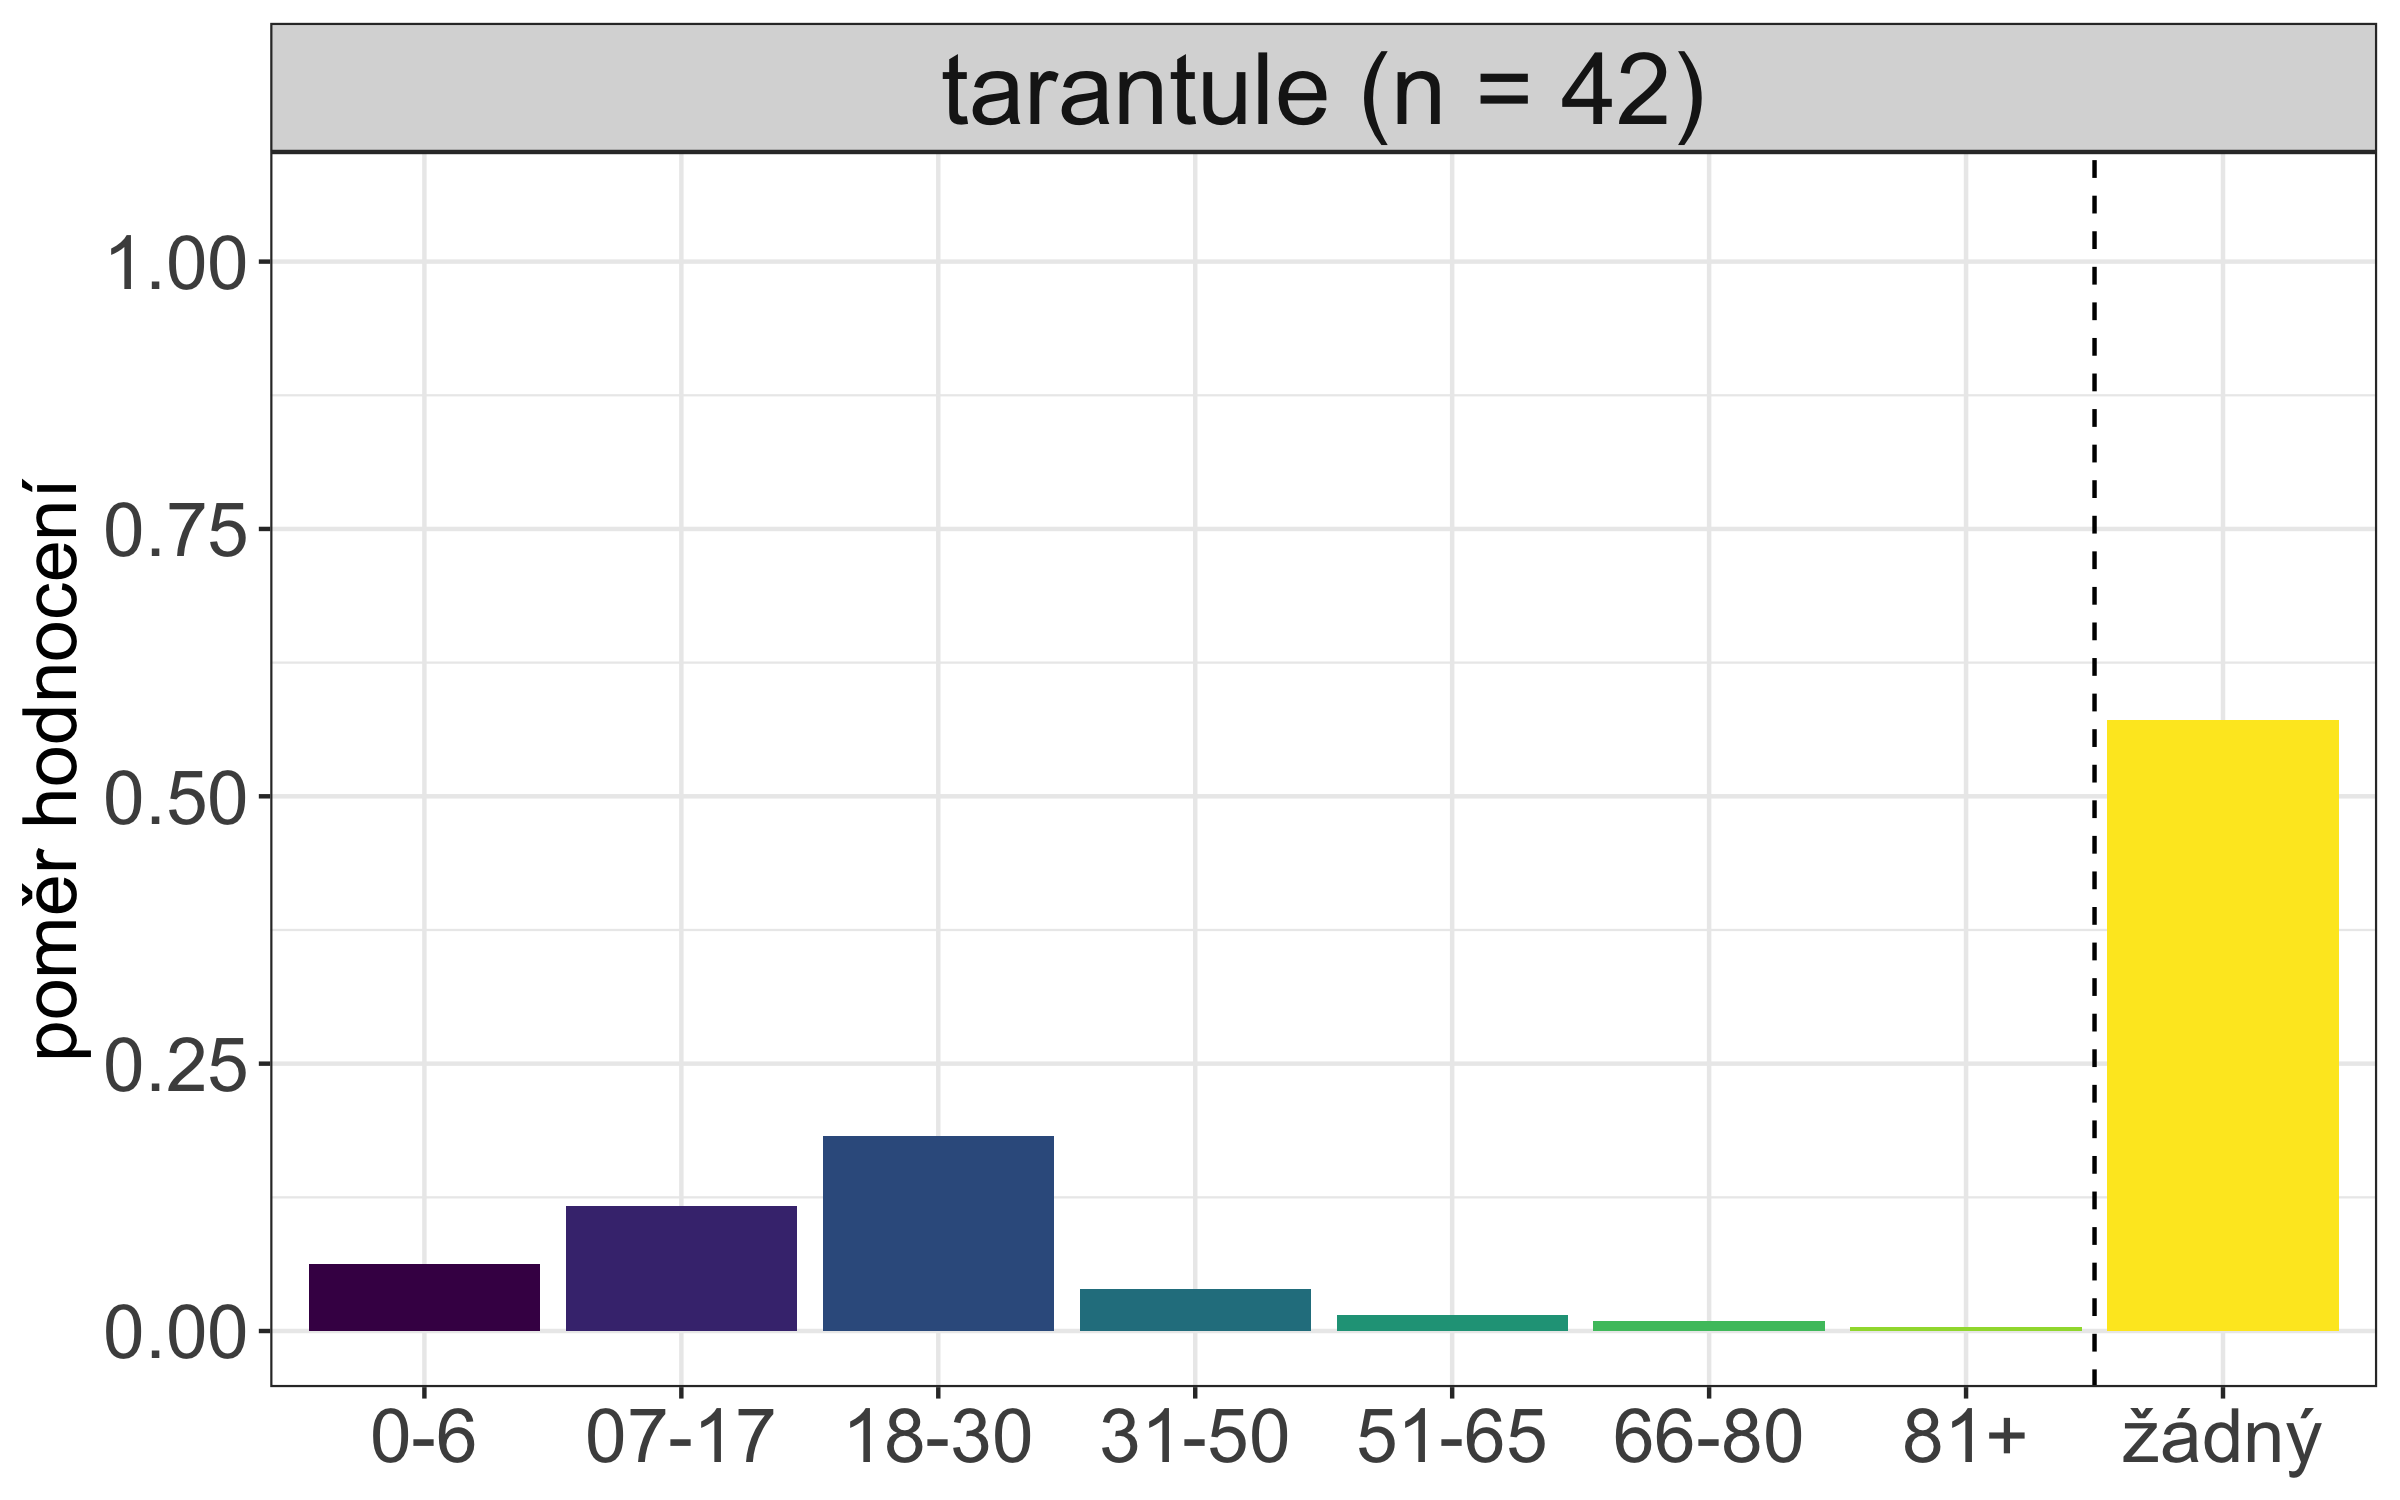 tarantule (n = 42)
poměr hodnocení
1.00
0.75
0.50
0.25
0.00
0-6 07-17 18-30 31-50 51-65 66-80 81+ žádný